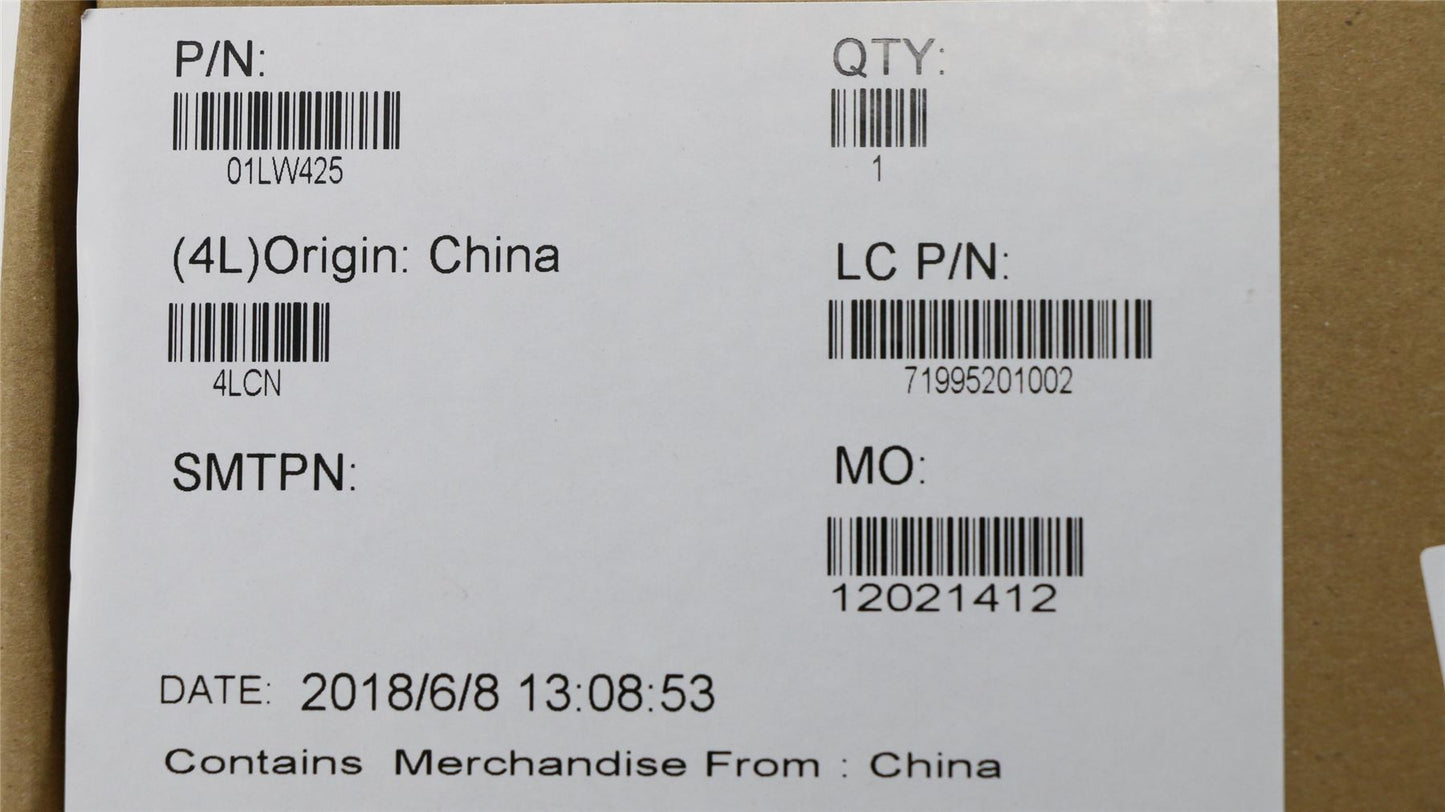 P/N:
QTY:
01LW425
1
(4L)Origin: China
LC P/N:
4LCN
71995201002
SMTPN:
MO:
12021412
DATE: 2018/6/8 13:08:53
Contains Merchandise From : China